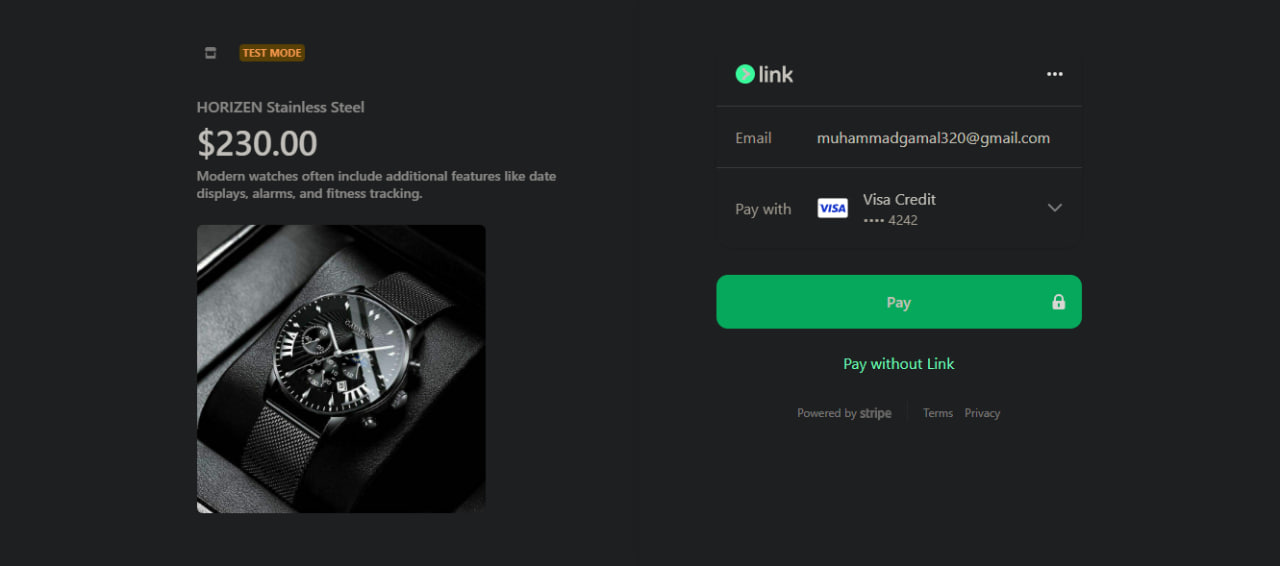 TEST MODE
HORIZEN Stainless Steel
$230.00
Modern watches often include additional features like date
displays, alarms, and fitness tracking.
link
Email muhammadgamal320@gmail.com
Pay with VISA Visa Credit
•••• 4242
Pay
Pay without Link
Powered by stripe Terms Privacy